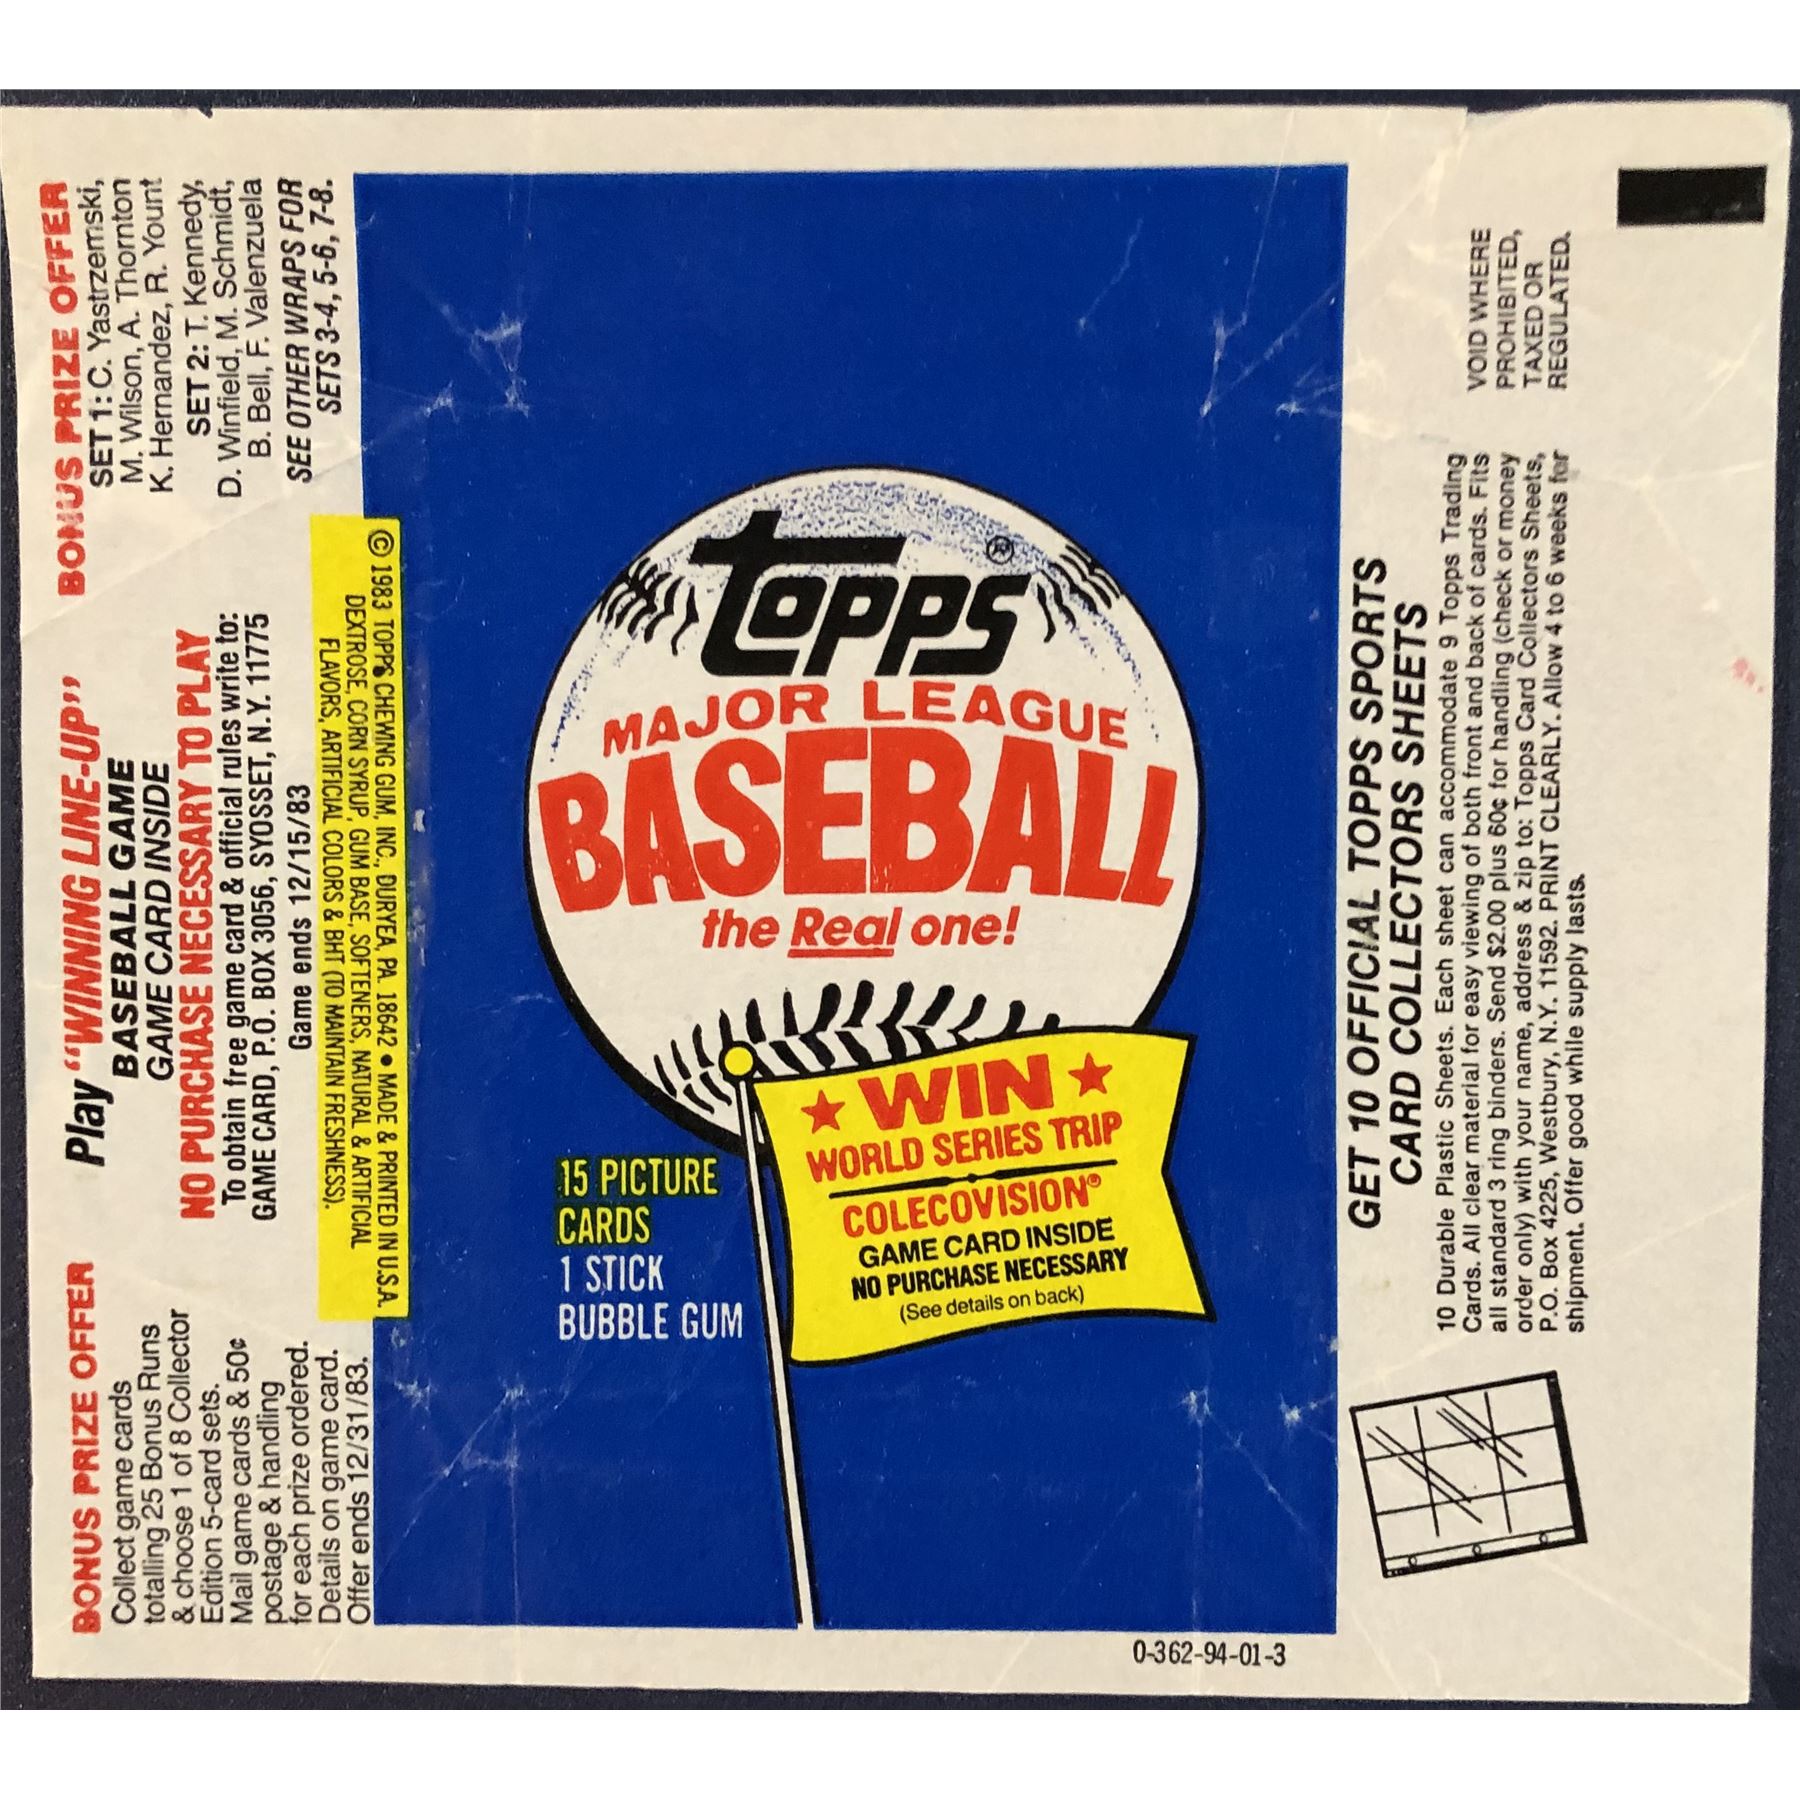 BONUS PRIZE OFFER
Collect game cards
totalling 25 Bonus Runs
& choose 1 of 8 Collector
Edition 5-card sets.
Mail game cards & 50¢
postage & handling
for each prize ordered.
Details on game card.
Offer ends 12/31/83.
Play "WINNING LINE-UP"
BASEBALL GAME
GAME CARD INSIDE
NO PURCHASE NECESSARY TO PLAY
To obtain free game card & official rules write to:
GAME CARD, P.O. BOX 3056, SYOSSET, N.Y. 11775
Game ends 12/15/83
BONUS PRIZE OFFER
SET 1: C. Yastrzemski,
M. Wilson, A. Thornton
K. Hernandez, R. Yount
SET 2: T. Kennedy,
D. Winfield, M. Schmidt,
B. Bell, F. Valenzuela
SEE OTHER WRAPS FOR
SETS 3-4, 5-6, 7-8.
© 1983 TOPPS CHEWING GUM, INC., DURYEA, PA. 18642 • MADE & PRINTED IN U.S.A.
DEXTROSE, CORN SYRUP, GUM BASE, SOFTENERS, NATURAL & ARTIFICIAL
FLAVORS, ARTIFICIAL COLORS & BHT (TO MAINTAIN FRESHNESS).
topps ®
MAJOR LEAGUE
BASEBALL
the Real one!
★ WIN ★
WORLD SERIES TRIP
COLECOVISION®
GAME CARD INSIDE
NO PURCHASE NECESSARY
(See details on back)
15 PICTURE
CARDS
1 STICK
BUBBLE GUM
0-362-94-01-3
GET 10 OFFICIAL TOPPS SPORTS
CARD COLLECTORS SHEETS
10 Durable Plastic Sheets. Each sheet can accommodate 9 Topps Trading
Cards. All clear material for easy viewing of both front and back of cards. Fits
all standard 3 ring binders. Send $2.00 plus 60¢ for handling (check or money
order only) with your name, address & zip to: Topps Card Collectors Sheets,
P.O. Box 4225, Westbury, N.Y. 11592. PRINT CLEARLY. Allow 4 to 6 weeks for
shipment. Offer good while supply lasts.
VOID WHERE
PROHIBITED,
TAXED OR
REGULATED.